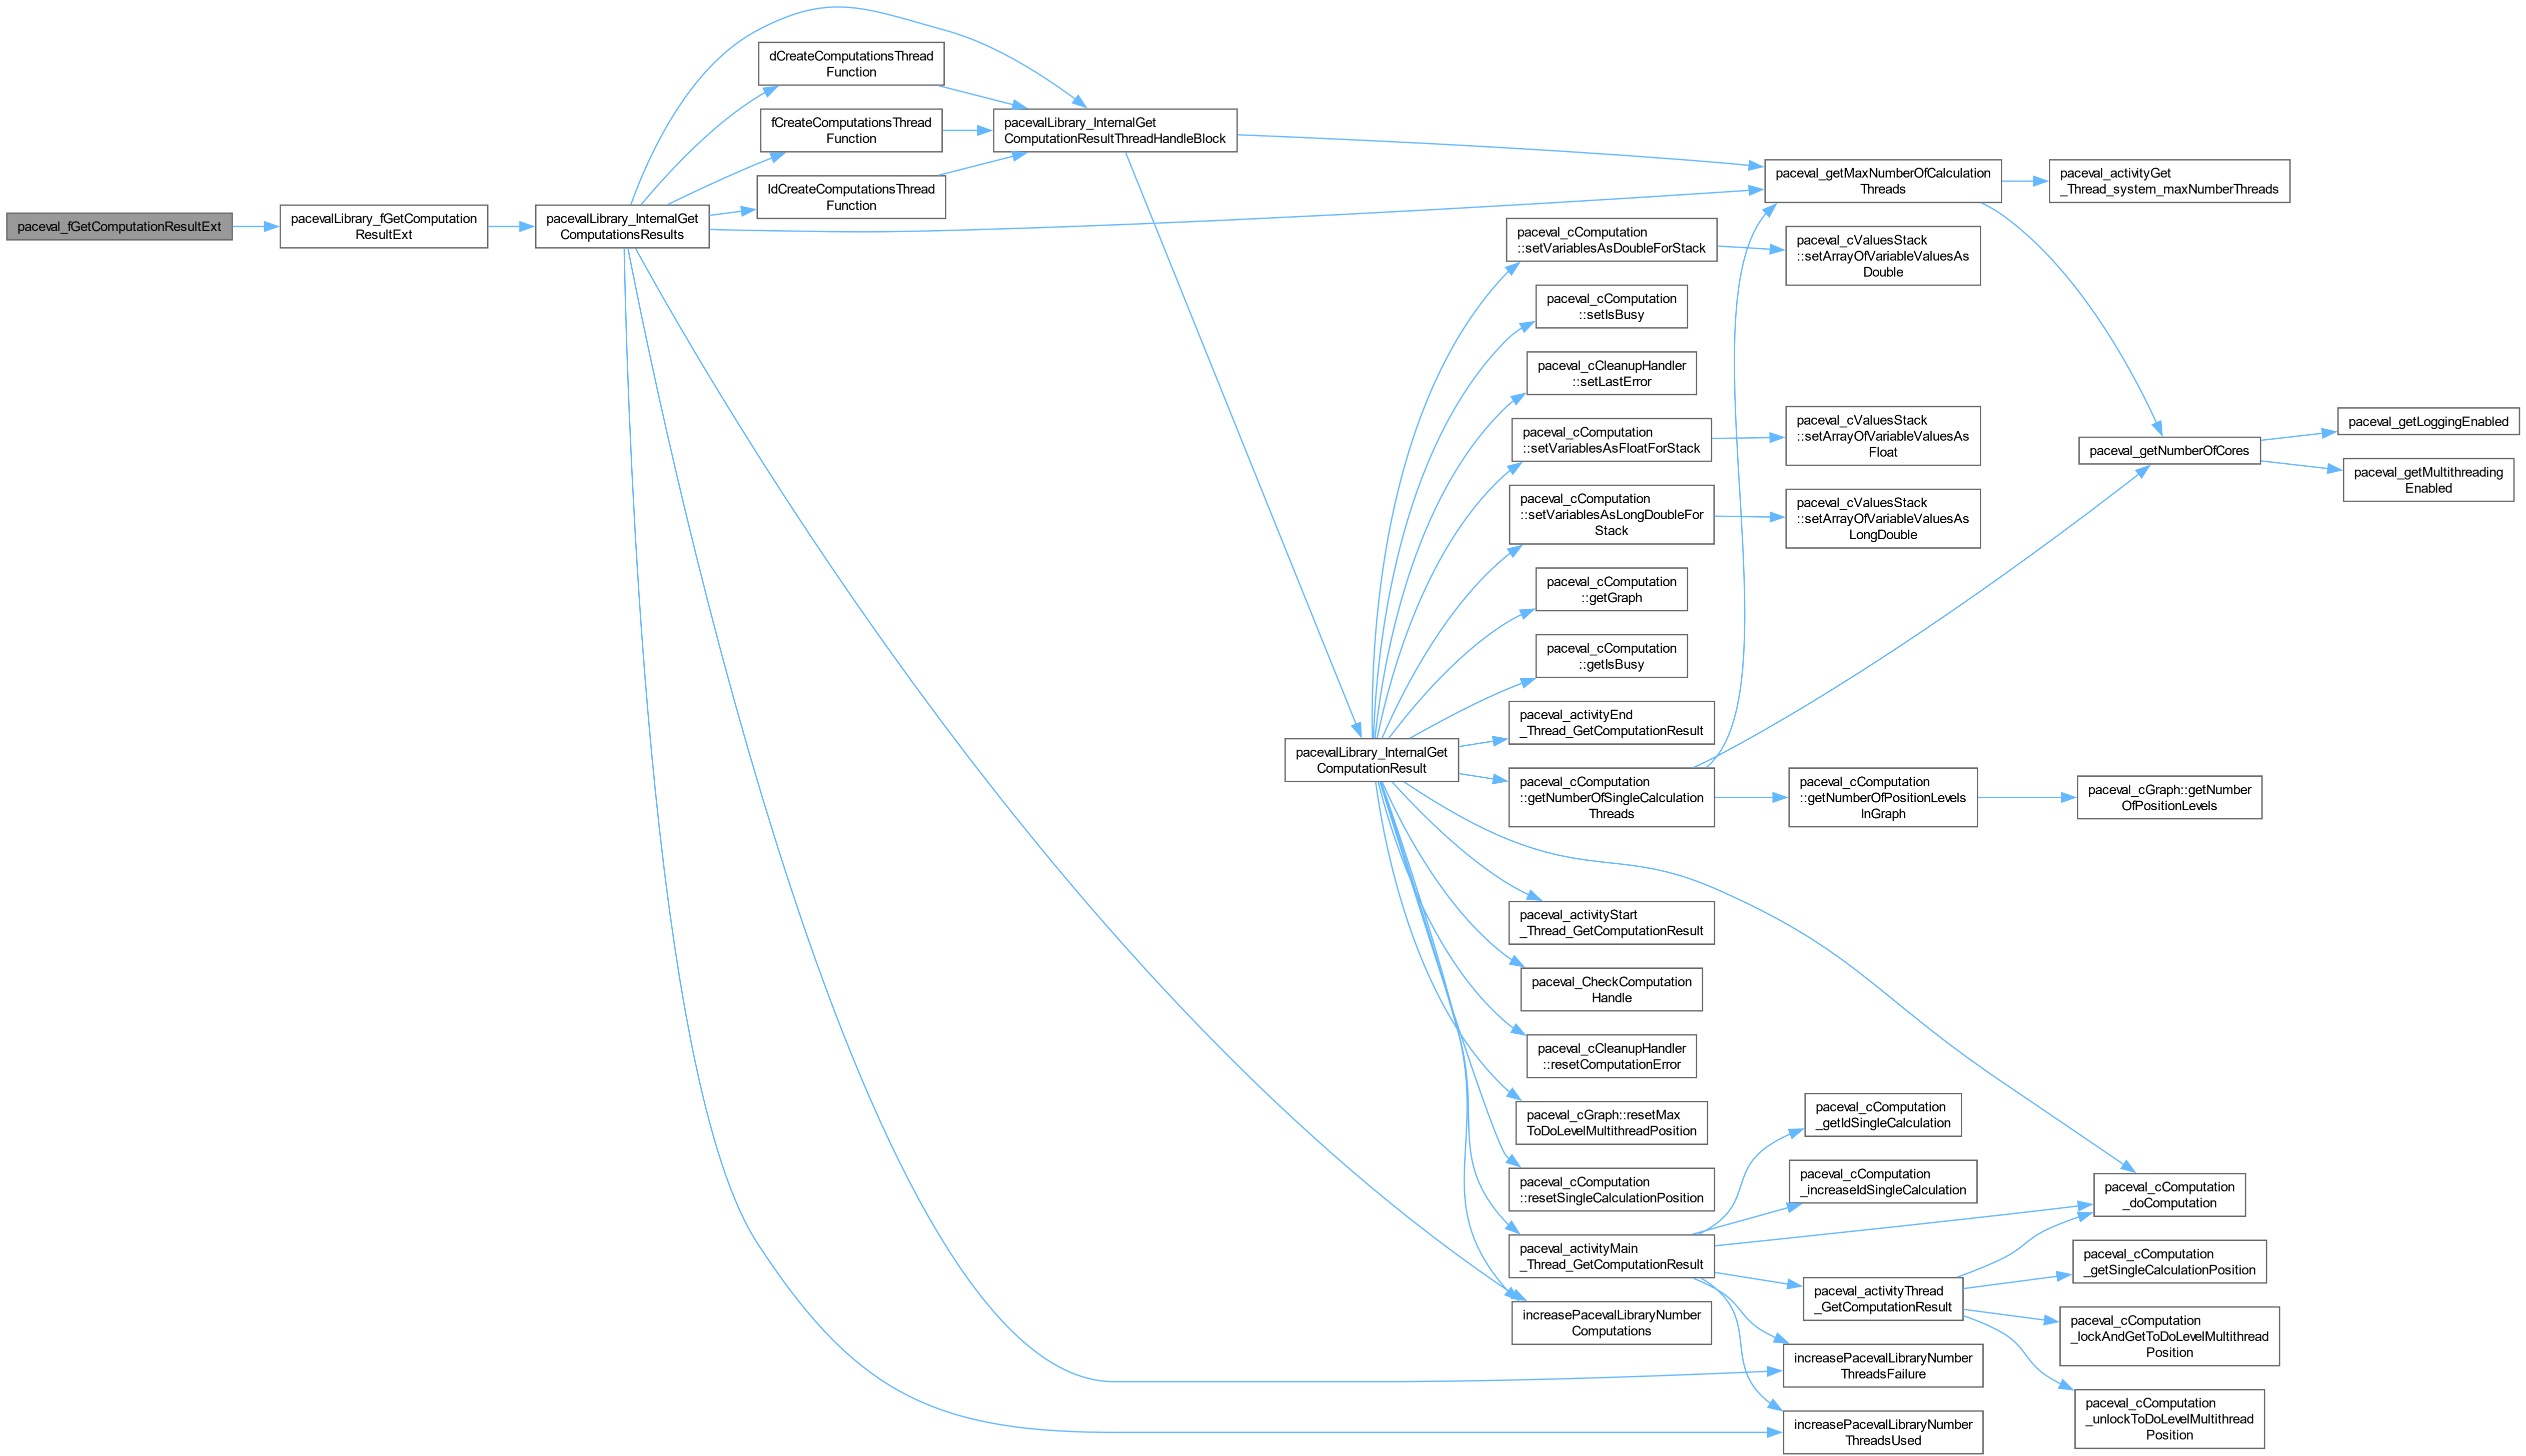 paceval_fGetComputationResultExt
pacevalLibrary_fGetComputation
ResultExt
pacevalLibrary_InternalGet
ComputationsResults
dCreateComputationsThread
Function
fCreateComputationsThread
Function
ldCreateComputationsThread
Function
pacevalLibrary_InternalGet
ComputationResultThreadHandleBlock
pacevalLibrary_InternalGet
ComputationResult
paceval_cComputation
::setVariablesAsDoubleForStack
paceval_cComputation
::setIsBusy
paceval_cCleanupHandler
::setLastError
paceval_cComputation
::setVariablesAsFloatForStack
paceval_cComputation
::setVariablesAsLongDoubleFor
Stack
paceval_cComputation
::getGraph
paceval_cComputation
::getIsBusy
paceval_activityEnd
_Thread_GetComputationResult
paceval_cComputation
::getNumberOfSingleCalculation
Threads
paceval_activityStart
_Thread_GetComputationResult
paceval_CheckComputation
Handle
paceval_cCleanupHandler
::resetComputationError
paceval_cGraph::resetMax
ToDoLevelMultithreadPosition
paceval_cComputation
::resetSingleCalculationPosition
paceval_activityMain
_Thread_GetComputationResult
increasePacevalLibraryNumber
Computations
paceval_getMaxNumberOfCalculation
Threads
paceval_cValuesStack
::setArrayOfVariableValuesAs
Double
paceval_cValuesStack
::setArrayOfVariableValuesAs
Float
paceval_cValuesStack
::setArrayOfVariableValuesAs
LongDouble
paceval_cComputation
::getNumberOfPositionLevels
InGraph
paceval_cComputation
_getIdSingleCalculation
paceval_cComputation
_increaseIdSingleCalculation
paceval_activityThread
_GetComputationResult
increasePacevalLibraryNumber
ThreadsFailure
increasePacevalLibraryNumber
ThreadsUsed
paceval_activityGet
_Thread_system_maxNumberThreads
paceval_getNumberOfCores
paceval_cGraph::getNumber
OfPositionLevels
paceval_cComputation
_doComputation
paceval_cComputation
_getSingleCalculationPosition
paceval_cComputation
_lockAndGetToDoLevelMultithread
Position
paceval_cComputation
_unlockToDoLevelMultithread
Position
paceval_getLoggingEnabled
paceval_getMultithreading
Enabled